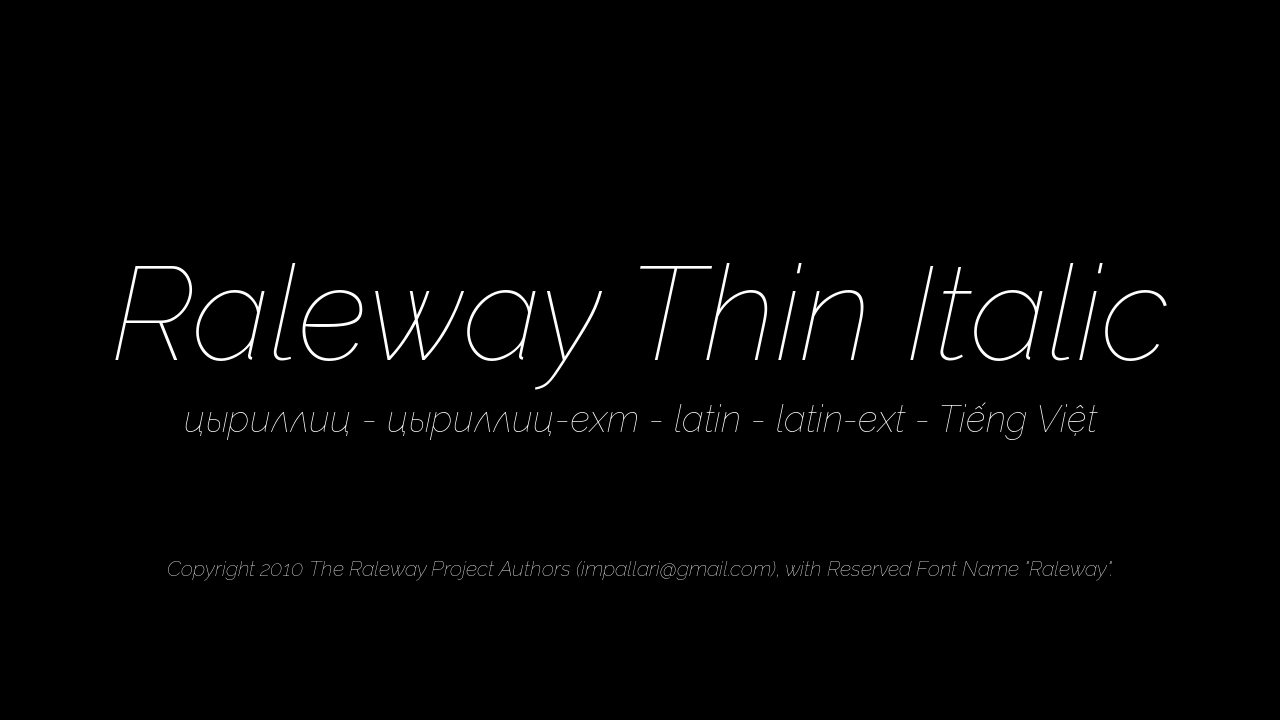 Raleway Thin Italic
цыриллиц - цыриллиц-ехт - latin - latin-ext - Tiếng Việt
Copyright 2010 The Raleway Project Authors (impallari@gmail.com), with Reserved Font Name "Raleway".